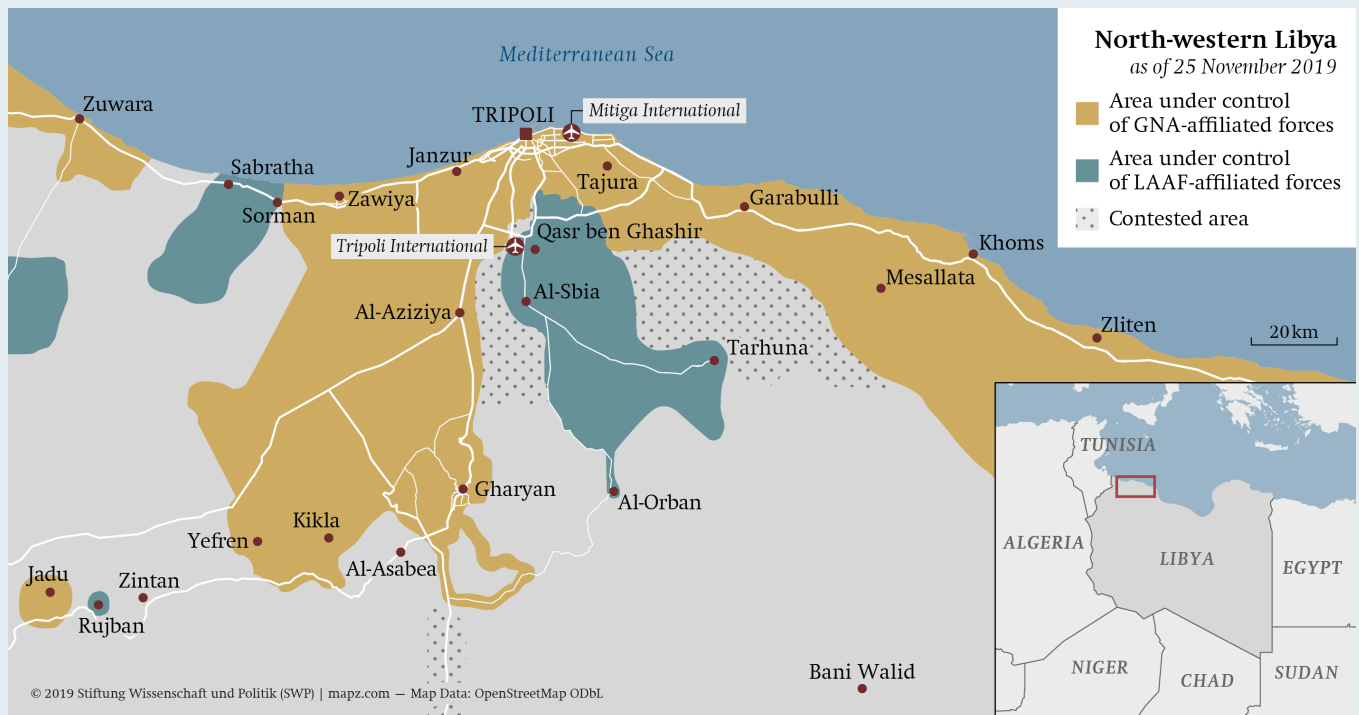 Mediterranean Sea
North-western Libya
as of 25 November 2019
Area under control
of GNA-affiliated forces
Area under control
of LAAF-affiliated forces
Contested area
Zuwara
TRIPOLI
Mitiga International
Sabratha
Janzur
Tajura
Sorman
Zawiya
Garabulli
Tripoli International
Qasr ben Ghashir
Khoms
Mesallata
Al-Sbia
Al-Aziziya
Zliten
20 km
Tarhuna
Gharyan
Al-Orban
Kikla
Yefren
Al-Asabea
Jadu
Zintan
Rujban
Bani Walid
TUNISIA
ALGERIA
LIBYA
EGYPT
NIGER
CHAD
SUDAN
© 2019 Stiftung Wissenschaft und Politik (SWP) | mapz.com — Map Data: OpenStreetMap ODbL